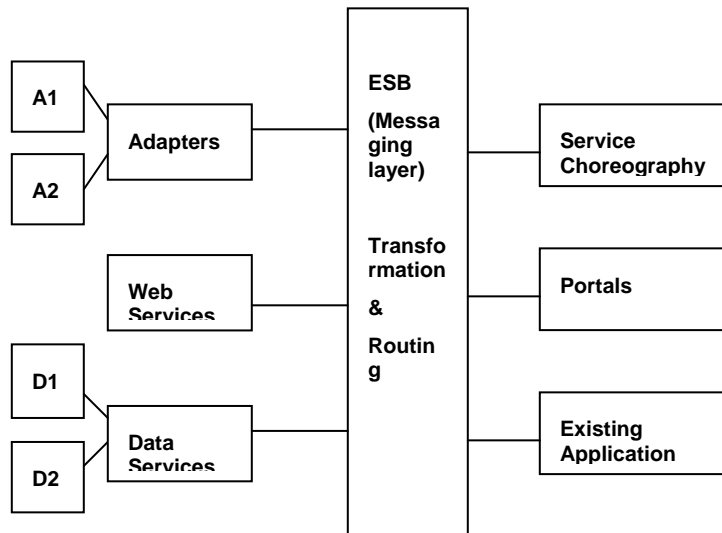 A1
A2
Adapters
Web
Services
D1
D2
Data
Services
ESB
(Messa
ging
layer)
Transfo
rmation
&
Routin
g
Service
Choreography
Portals
Existing
Application